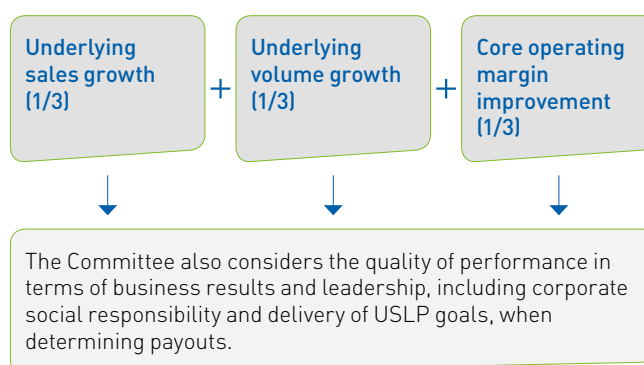 Underlying
sales growth
(1/3)
+
Underlying
volume growth
(1/3)
+
Core operating
margin
improvement
(1/3)
The Committee also considers the quality of performance in
terms of business results and leadership, including corporate
social responsibility and delivery of USLP goals, when
determining payouts.